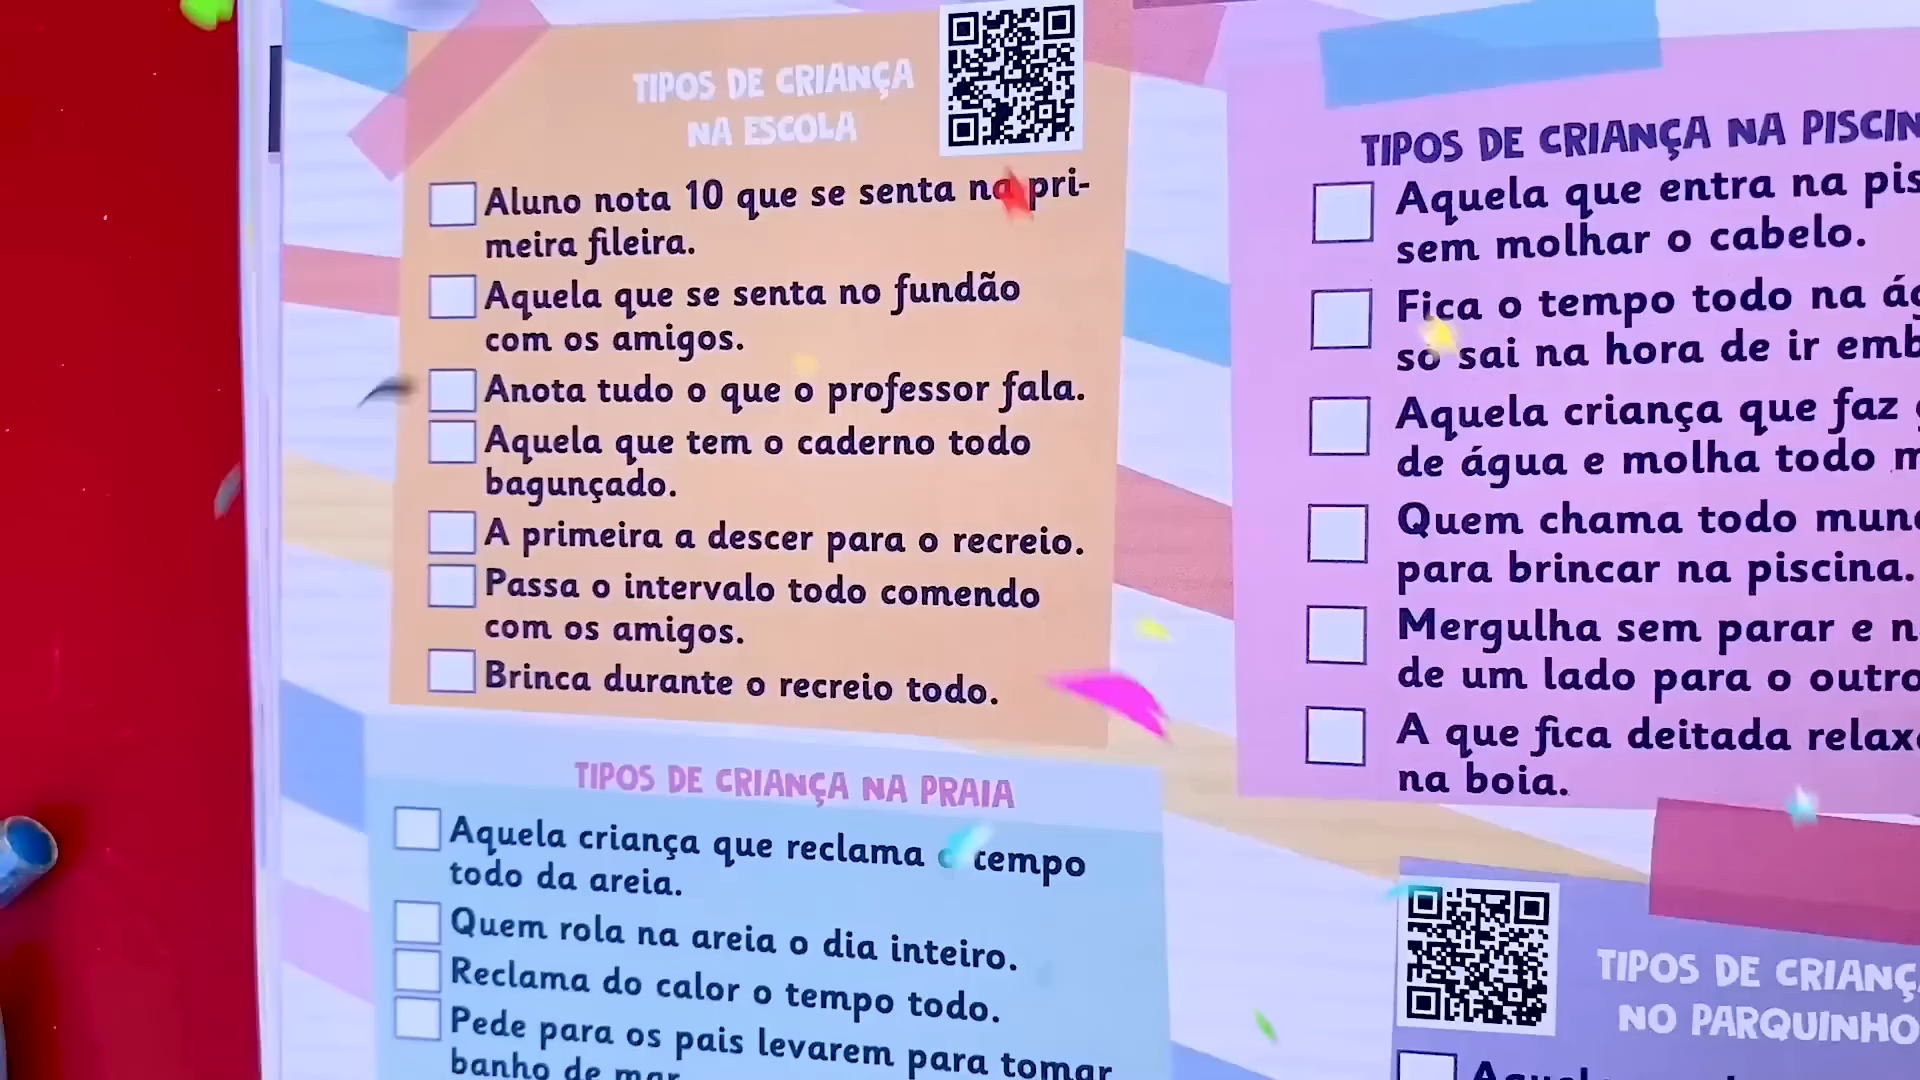 TIPOS DE CRIANÇA
NA ESCOLA
Aluno nota 10 que se senta na pri-
meira fileira.
Aquela que se senta no fundão
com os amigos.
Anota tudo o que o professor fala.
Aquela que tem o caderno todo
bagunçado.
A primeira a descer para o recreio.
Passa o intervalo todo comendo
com os amigos.
Brinca durante o recreio todo.
TIPOS DE CRIANÇA NA PRAIA
Aquela criança que reclama o tempo
todo da areia.
Quem rola na areia o dia inteiro.
Reclama do calor o tempo todo.
Pede para os pais levarem para tomar
banho de mar
TIPOS DE CRIANÇA NA PISCIN
Aquela que entra na pis
sem molhar o cabelo.
Fica o tempo todo na ág
só sai na hora de ir emb
Aquela criança que faz
de água e molha todo m
Quem chama todo mun
para brincar na piscina.
Mergulha sem parar e n
de um lado para o outro
A que fica deitada relax
na boia.
TIPOS DE CRIANÇ
NO PARQUINHO